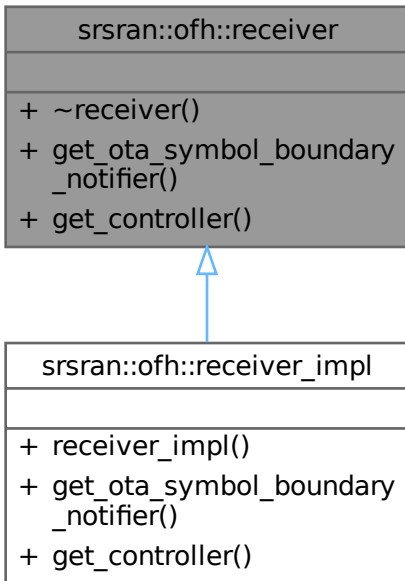 srsran::ofh::receiver
+ ~receiver()
+ get_ota_symbol_boundary
_notifier()
+ get_controller()
srsran::ofh::receiver_impl
+ receiver_impl()
+ get_ota_symbol_boundary
_notifier()
+ get_controller()